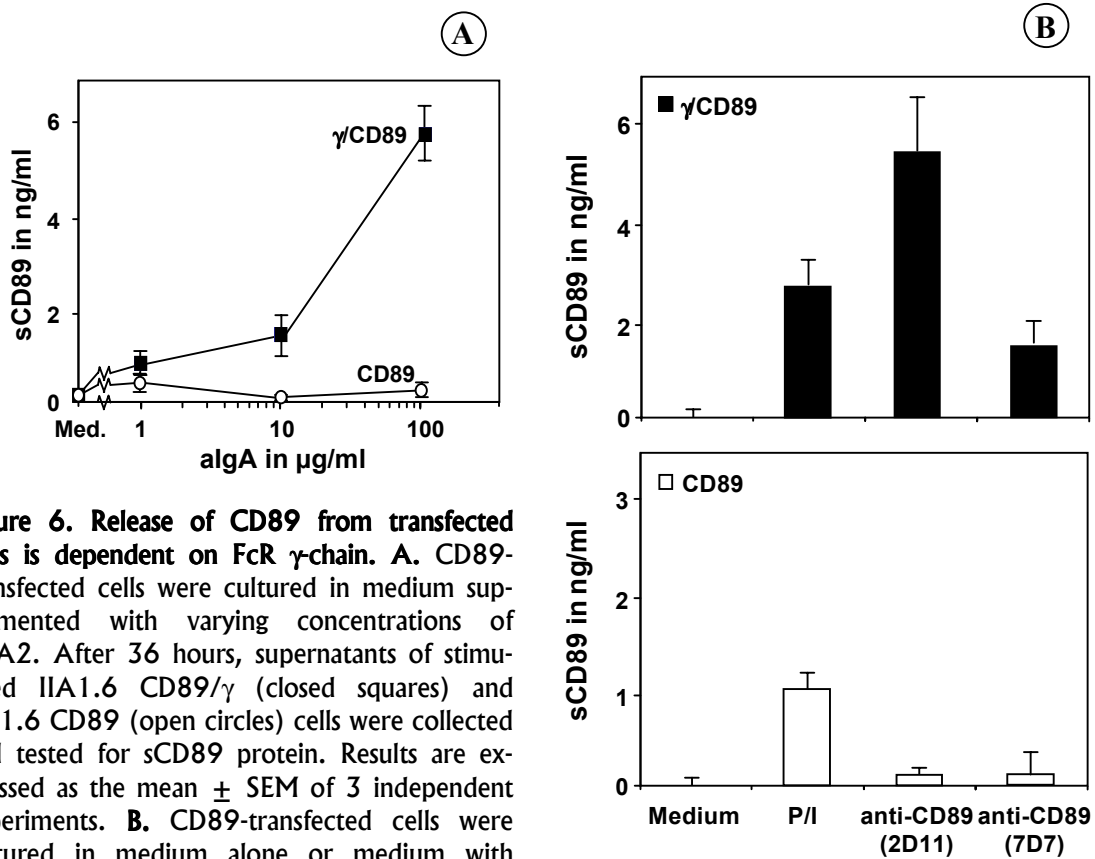 A
6
4
2
0
sCD89 in ng/ml
γ/CD89
CD89
Med. 1 10 100
aIgA in µg/ml
ure 6. Release of CD89 from transfected
s is dependent on FcR γ-chain. A. CD89-
nsfected cells were cultured in medium sup-
mented with varying concentrations of
A2. After 36 hours, supernatants of stimu-
ed IIA1.6 CD89/γ (closed squares) and
1.6 CD89 (open circles) cells were collected
d tested for sCD89 protein. Results are ex-
ssed as the mean ± SEM of 3 independent
periments. B. CD89-transfected cells were
tured in medium alone or medium with
B
γ/CD89
6
4
2
0
sCD89 in ng/ml
CD89
3
2
1
0
sCD89 in ng/ml
Medium P/I anti-CD89 anti-CD89
(2D11) (7D7)